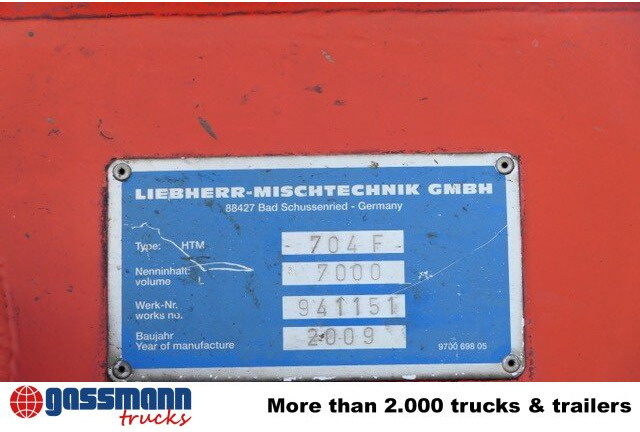 LIEBHERR-MISCHTECHNIK GMBH
88427 Bad Schussenried - Germany
Type: HTM - 704 F -
Nenninhalt: 7000
volume L
Werk-Nr. 941151
works no.
Baujahr 2009
Year of manufacture
9700 698 05
gassmann
trucks
More than 2.000 trucks & trailers